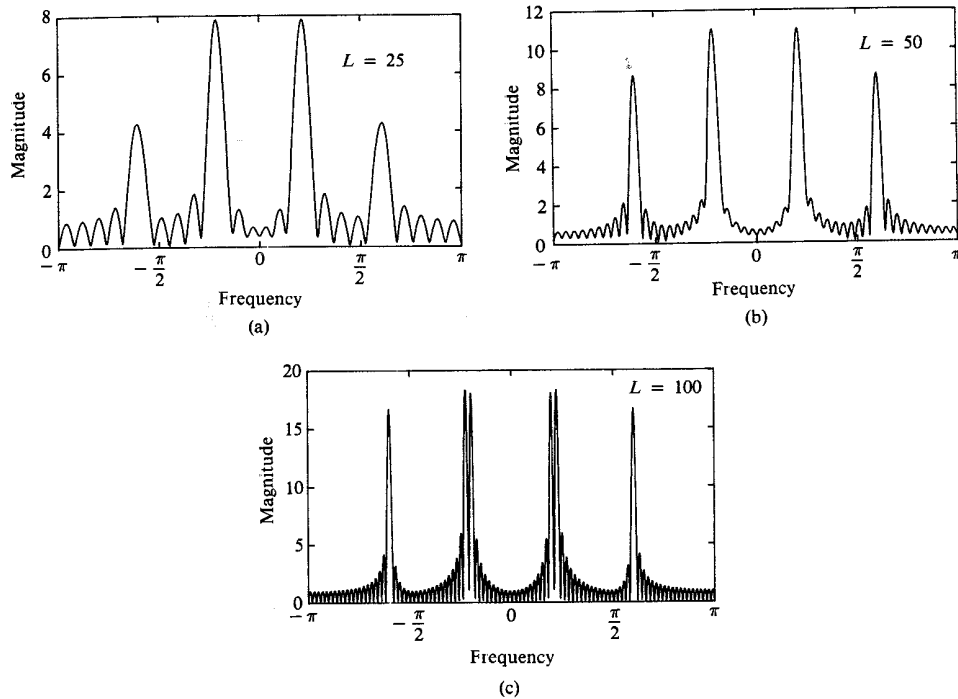 8
6
4
2
0
Magnitude
L = 25
−π
−π/2
0
π/2
π
Frequency
(a)
12
10
8
6
4
2
0
Magnitude
L = 50
−π
−π/2
0
π/2
π
Frequency
(b)
20
15
10
5
0
Magnitude
L = 100
−π
−π/2
0
π/2
π
Frequency
(c)